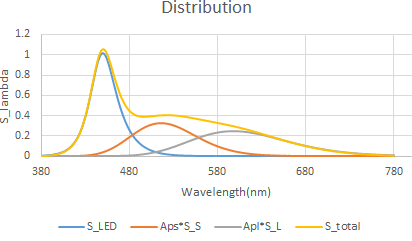 Distribution
S_lambda
1.2
1
0.8
0.6
0.4
0.2
0
380 480 580 680 780
Wavelength(nm)
S_LED Aps*S_S Apl*S_L S_total